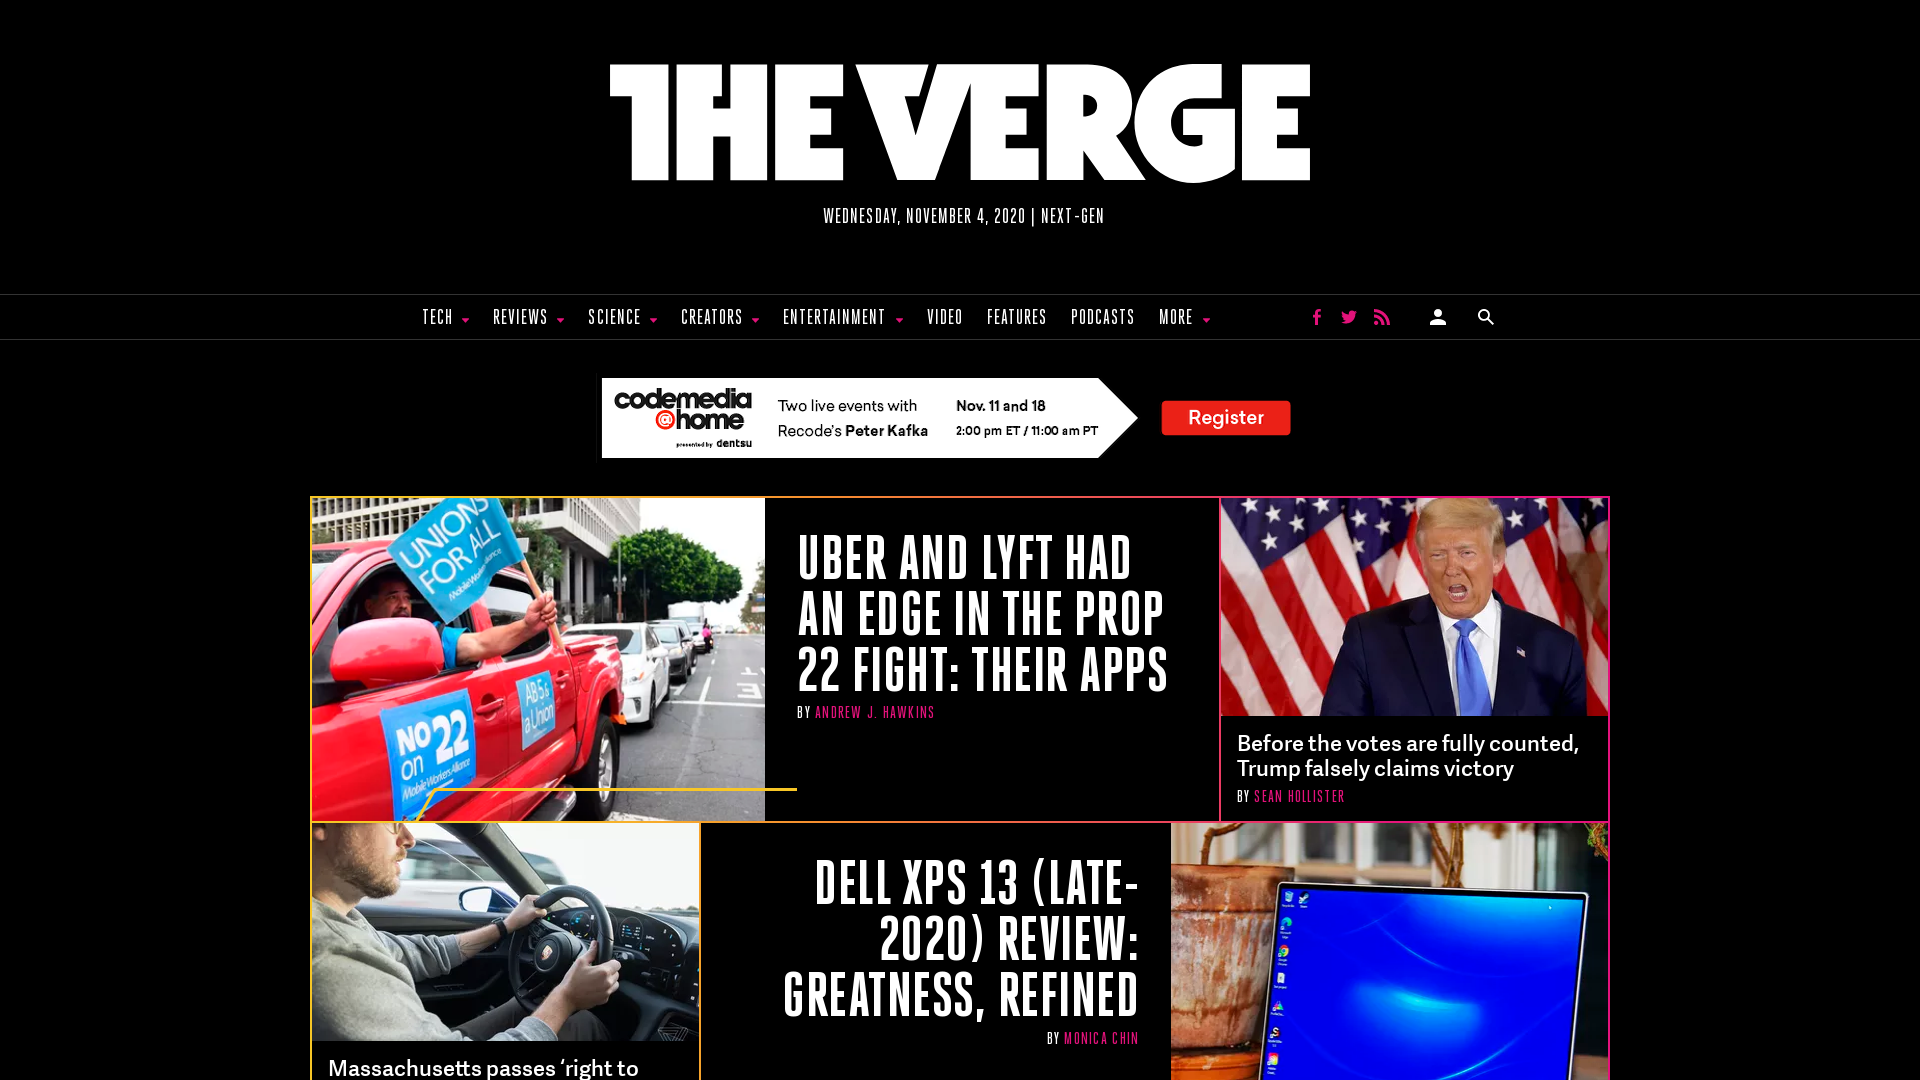 THE VERGE
WEDNESDAY, NOVEMBER 4, 2020 | NEXT-GEN
TECH REVIEWS SCIENCE CREATORS ENTERTAINMENT VIDEO FEATURES PODCASTS MORE
codemedia
@home
presented by dentsu
Two live events with
Recode's Peter Kafka
Nov. 11 and 18
2:00 pm ET / 11:00 am PT
Register
UNIONS
FOR ALL
Mobile Workers Alliance
AB 5 &
a Union
NO
on 22
Mobile Workers Alliance
UBER AND LYFT HAD
AN EDGE IN THE PROP
22 FIGHT: THEIR APPS
BY ANDREW J. HAWKINS
Before the votes are fully counted,
Trump falsely claims victory
BY SEAN HOLLISTER
Massachusetts passes ‘right to
DELL XPS 13 (LATE-
2020) REVIEW:
GREATNESS, REFINED
BY MONICA CHIN